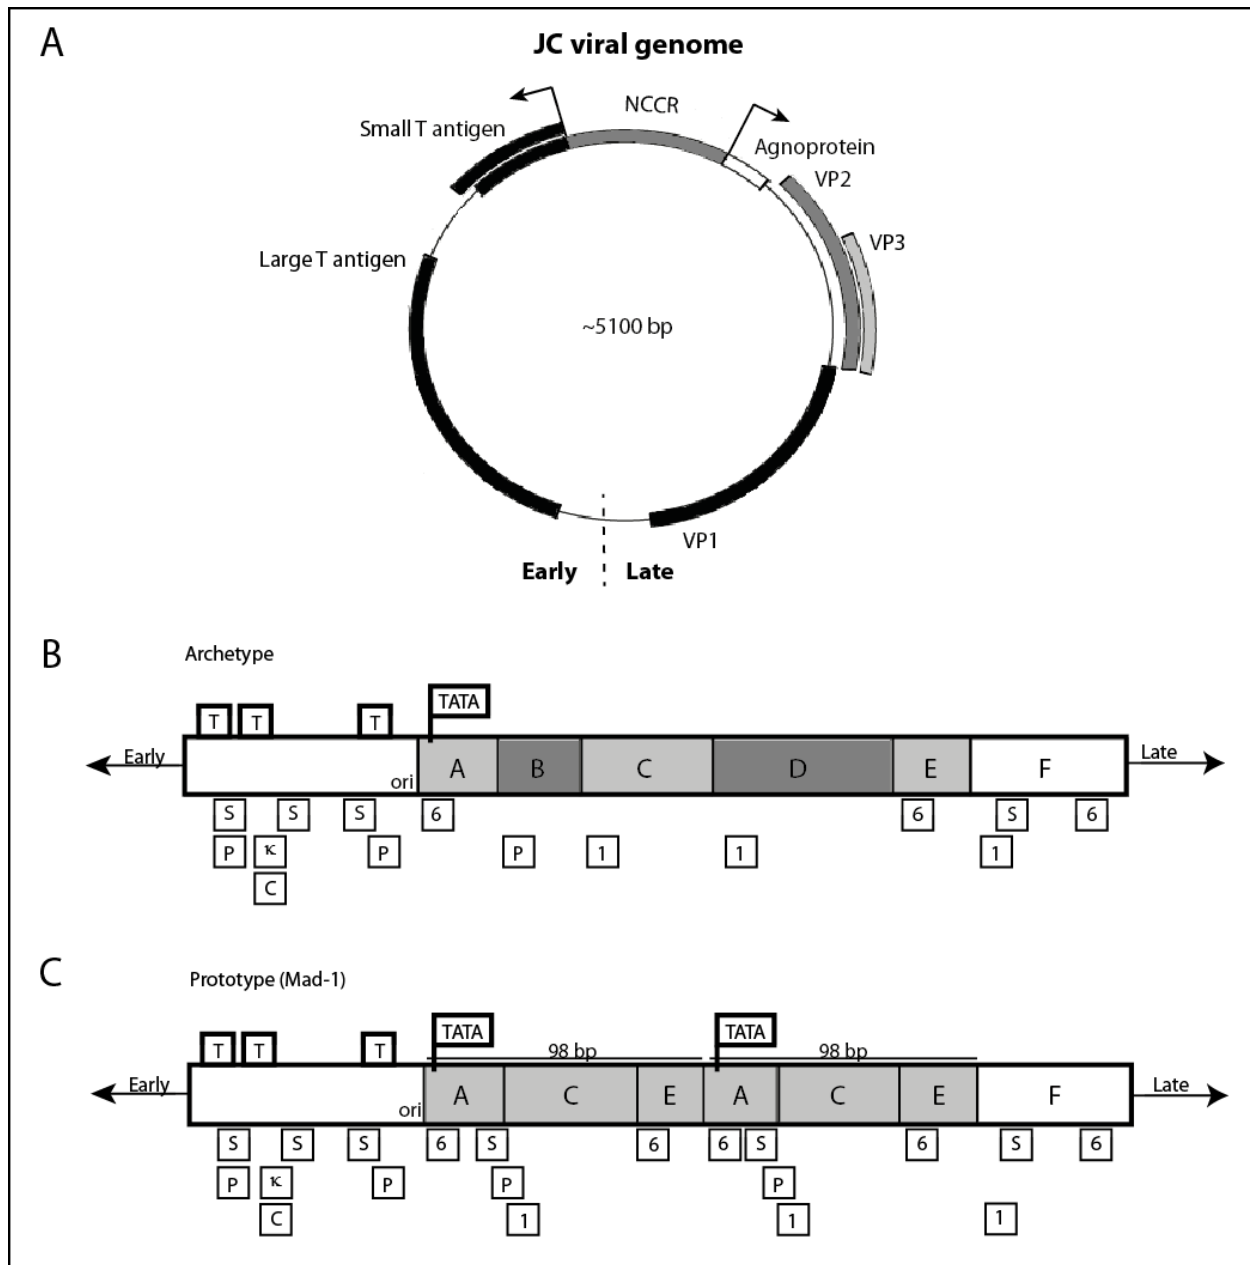 A
JC viral genome
NCCR
Small T antigen
Agnoprotein
VP2
VP3
Large T antigen
~5100 bp
VP1
Early
Late
B
Archetype
TATA
T T T
Early
Late
ori A B C D E F
S S S 6 6 S 6
P κ P P 1 1 1
C
C
Prototype (Mad-1)
TATA TATA
T T T 98 bp 98 bp
Early
Late
ori A C E A C E F
S S S 6 S 6 6 S 6 S 6
P κ P P P
C 1 1 1